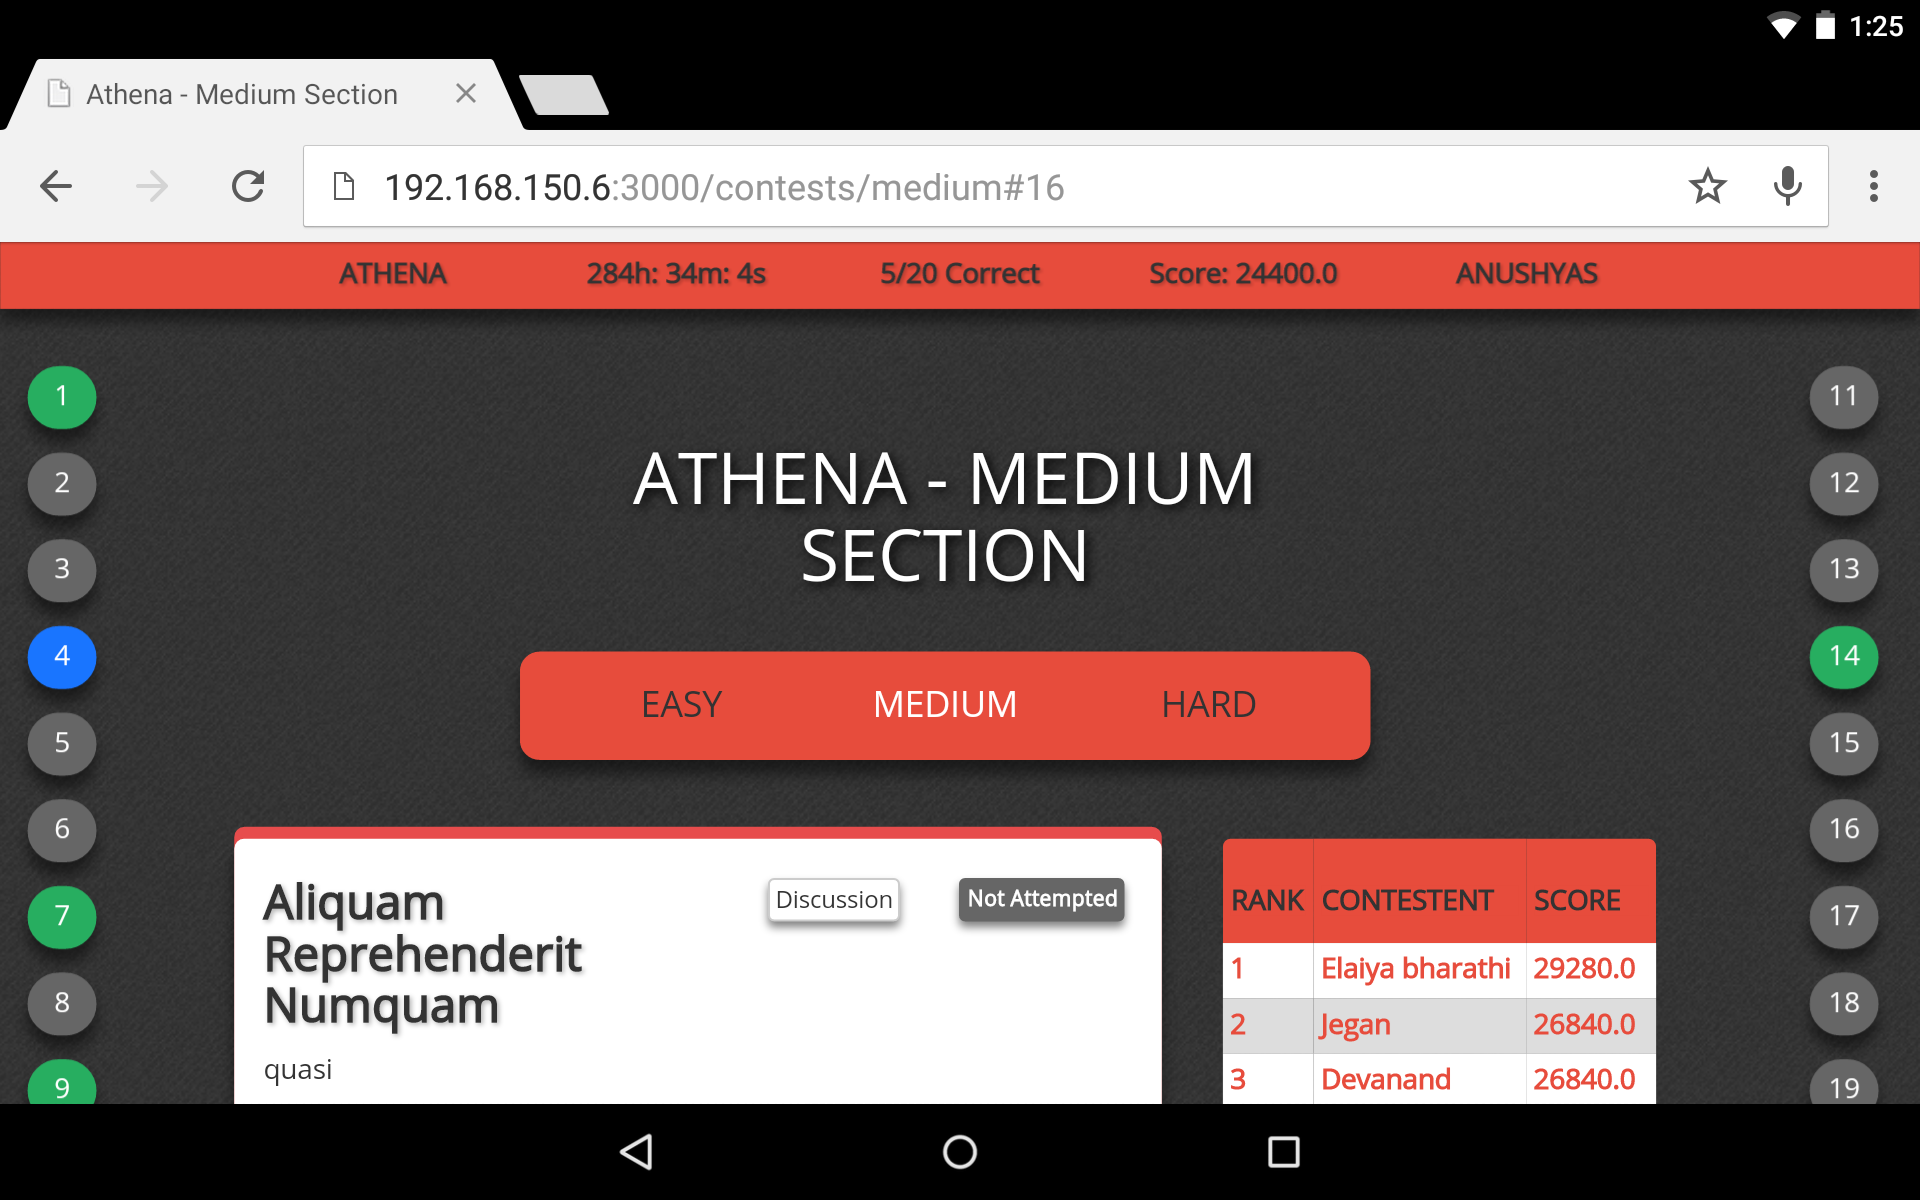 1:25
Athena - Medium Section
192.168.150.6:3000/contests/medium#16
ATHENA 284h: 34m: 4s 5/20 Correct Score: 24400.0 ANUSHYAS
1
2
3
4
5
6
7
8
9
ATHENA - MEDIUM
SECTION
EASY MEDIUM HARD
Aliquam
Reprehenderit
Numquam
Discussion
Not Attempted
quasi
RANK CONTESTENT SCORE
1 Elaiya bharathi 29280.0
2 Jegan 26840.0
3 Devanand 26840.0
11
12
13
14
15
16
17
18
19